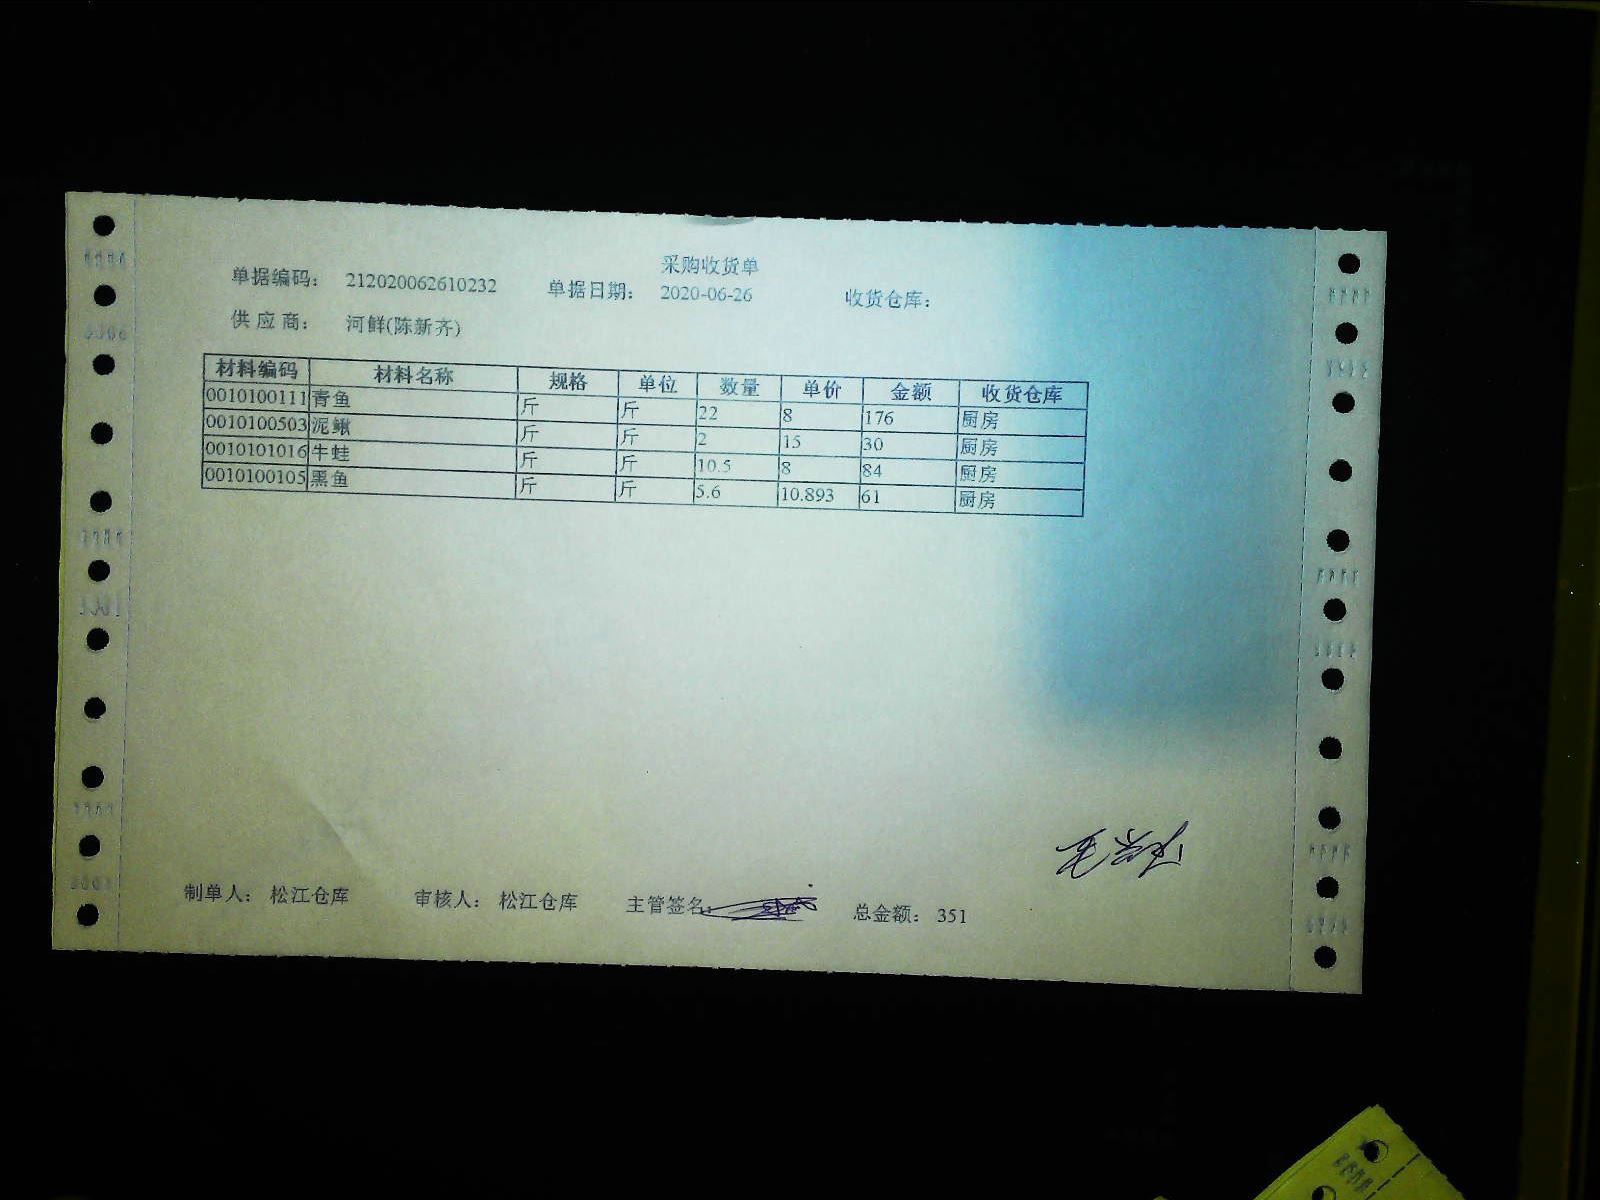 采购收货单
单据编码： 212020062610232 单据日期： 2020-06-26 收货仓库：
供应商： 河鲜(陈新齐)
材料编码 材料名称 规格 单位 数量 单价 金额 收货仓库
0010100111 青鱼 斤 斤 22 8 176 厨房
0010100503 泥鳅 斤 斤 2 15 30 厨房
0010101016 牛蛙 斤 斤 10.5 8 84 厨房
0010100105 黑鱼 斤 斤 5.6 10.893 61 厨房
制单人： 松江仓库 审核人： 松江仓库 主管签名： 总金额： 351